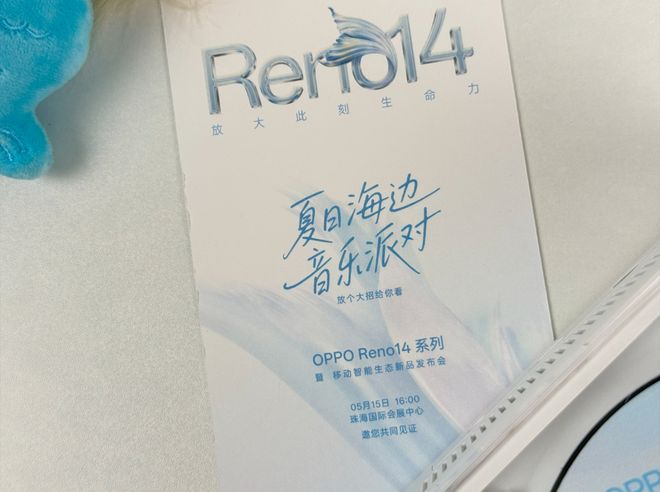 Reno14
放大此刻生命力
夏日海边
音乐派对
放个大招给你看
OPPO Reno14 系列
暨 移动智能生态新品发布会
05月15日 16:00
珠海国际会展中心
邀您共同见证
OPP